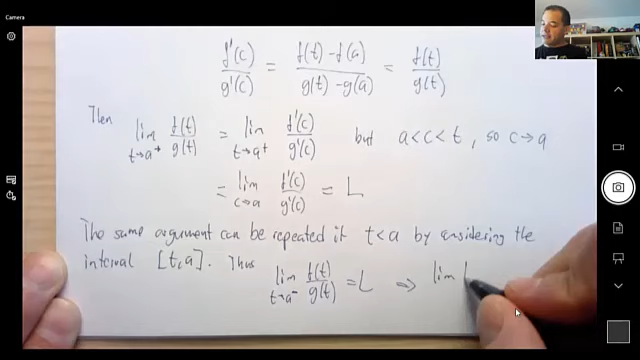 Camera
f'(c)/g'(c) = (f(t) - f(a))/(g(t) - g(a)) = f(t)/g(t)
Then lim_{t→a⁺} f(t)/g(t) = lim_{t→a⁺} f'(c)/g'(c) but a<c<t, so c→a
= lim_{c→a} f'(c)/g'(c) = L
The same argument can be repeated if t<a by considering the
interval [t,a]. Thus lim_{t→a⁻} f(t)/g(t) = L ⇒ lim